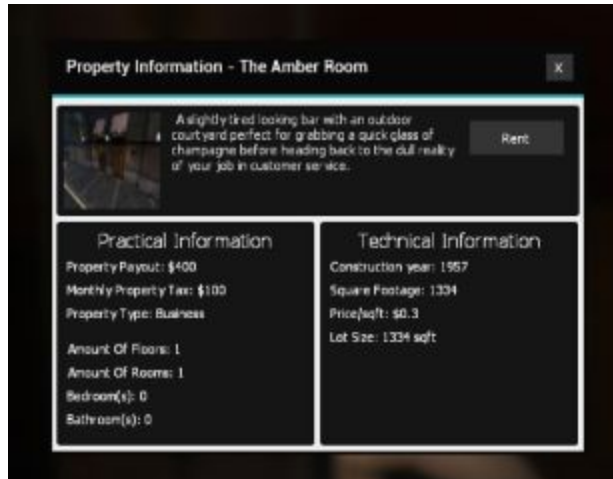 Property Information - The Amber Room
X
A slightly tired looking bar with an outdoor
courtyard perfect for grabbing a quick glass of
champagne before heading back to the dull reality
of your job in customer service.
Rent
Practical Information
Property Payout: $400
Monthly Property Tax: $100
Property Type: Business
Amount Of Floors: 1
Amount Of Rooms: 1
Bedroom(s): 0
Bathroom(s): 0
Technical Information
Construction year: 1957
Square Footage: 1334
Price/sqft: $0.3
Lot Size: 1334 sqft